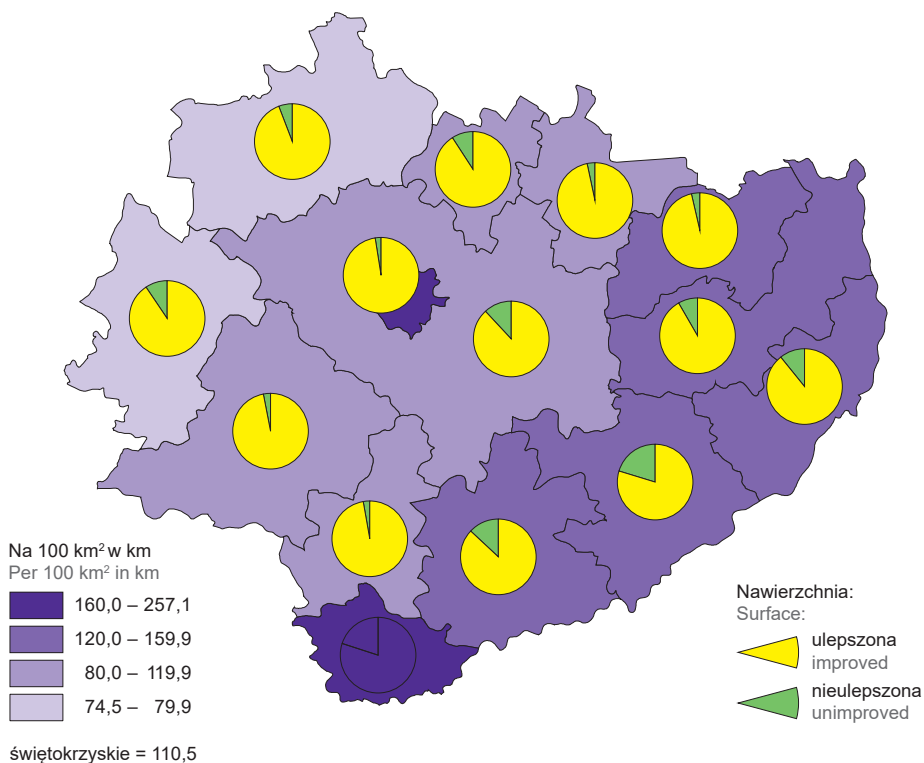 Na 100 km² w km
Per 100 km² in km
160,0 – 257,1
120,0 – 159,9
80,0 – 119,9
74,5 – 79,9
świętokrzyskie = 110,5
Nawierzchnia:
Surface:
ulepszona
improved
nieulepszona
unimproved